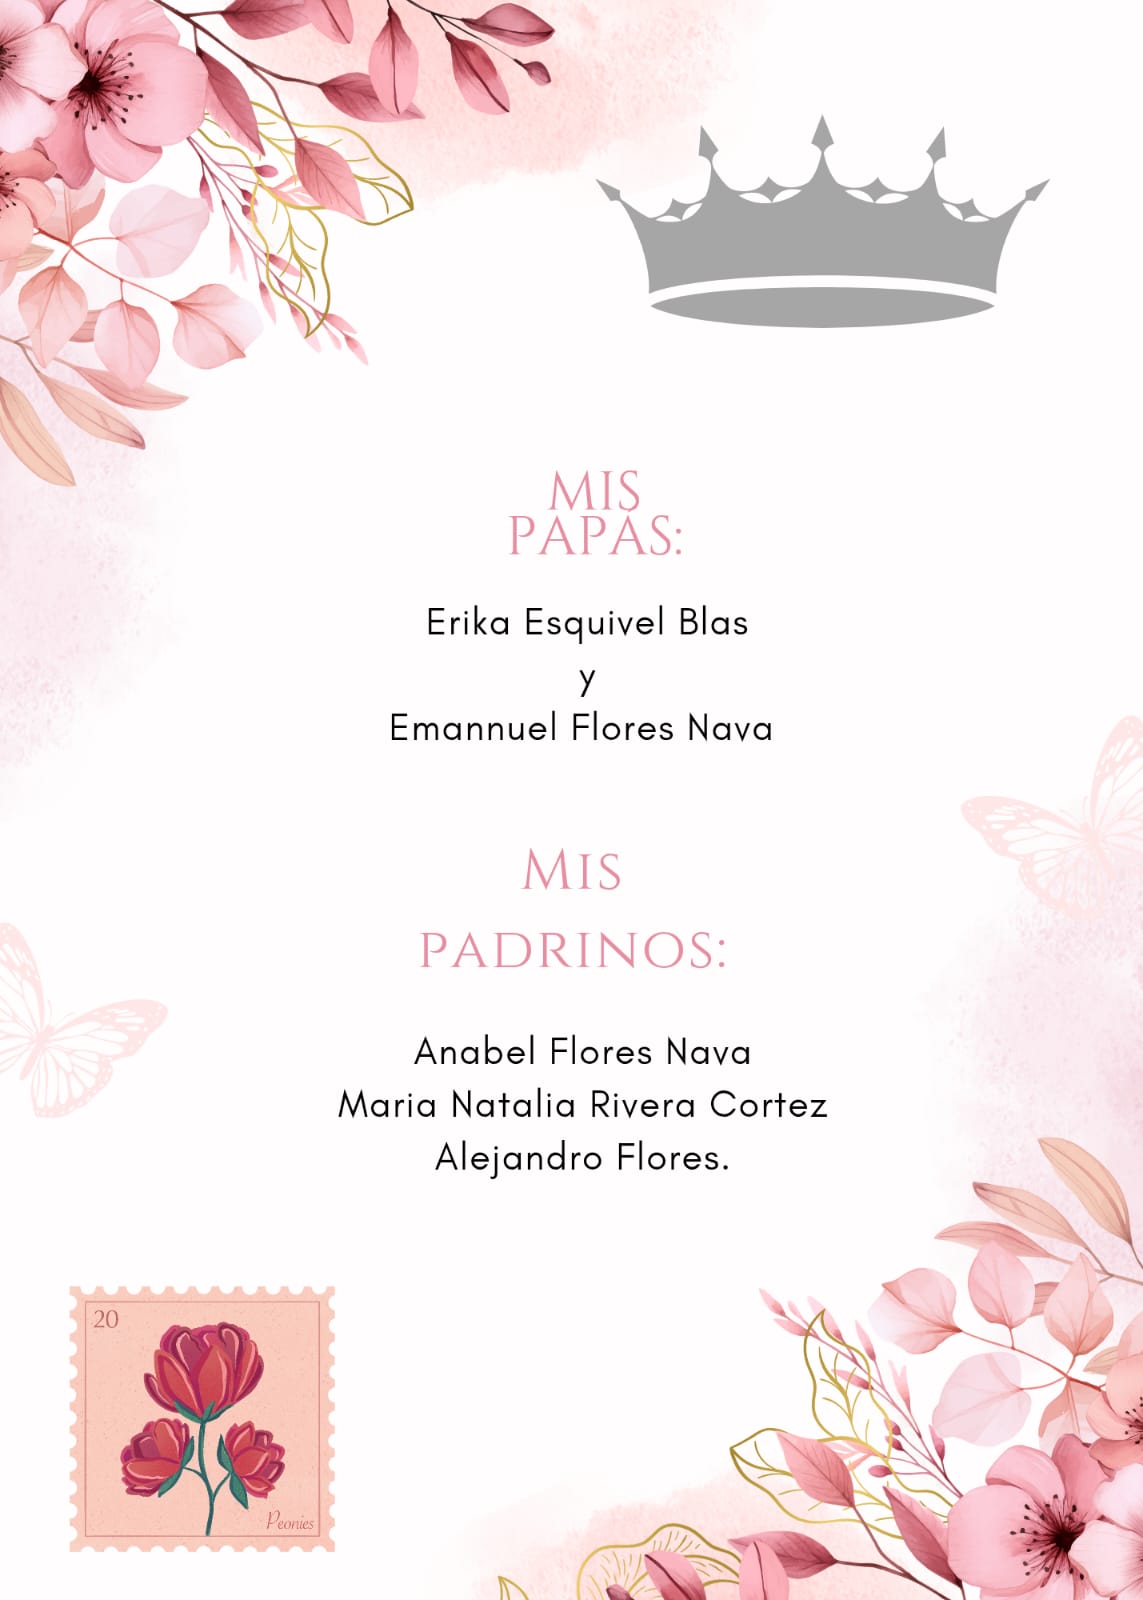 MIS
PAPÁS:
Erika Esquivel Blas
y
Emannuel Flores Nava
Mis
PADRINOS:
Anabel Flores Nava
Maria Natalia Rivera Cortez
Alejandro Flores.
20
Peonies